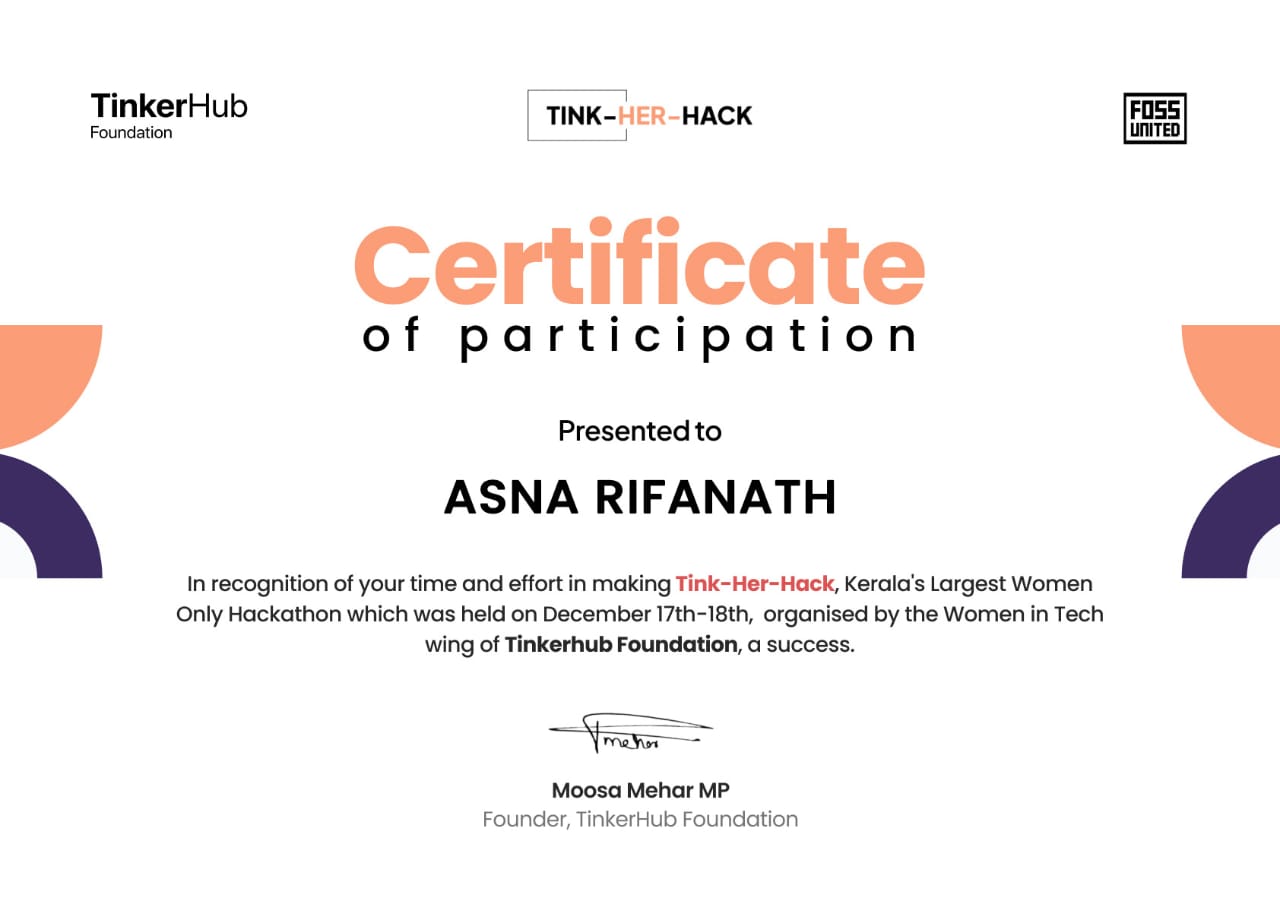 TinkerHub
Foundation
TINK-HER-HACK
FOSS
UNITED
Certificate
of participation
Presented to
ASNA RIFANATH
In recognition of your time and effort in making Tink-Her-Hack, Kerala's Largest Women
Only Hackathon which was held on December 17th-18th, organised by the Women in Tech
wing of Tinkerhub Foundation, a success.
Moosa Mehar MP
Founder, TinkerHub Foundation